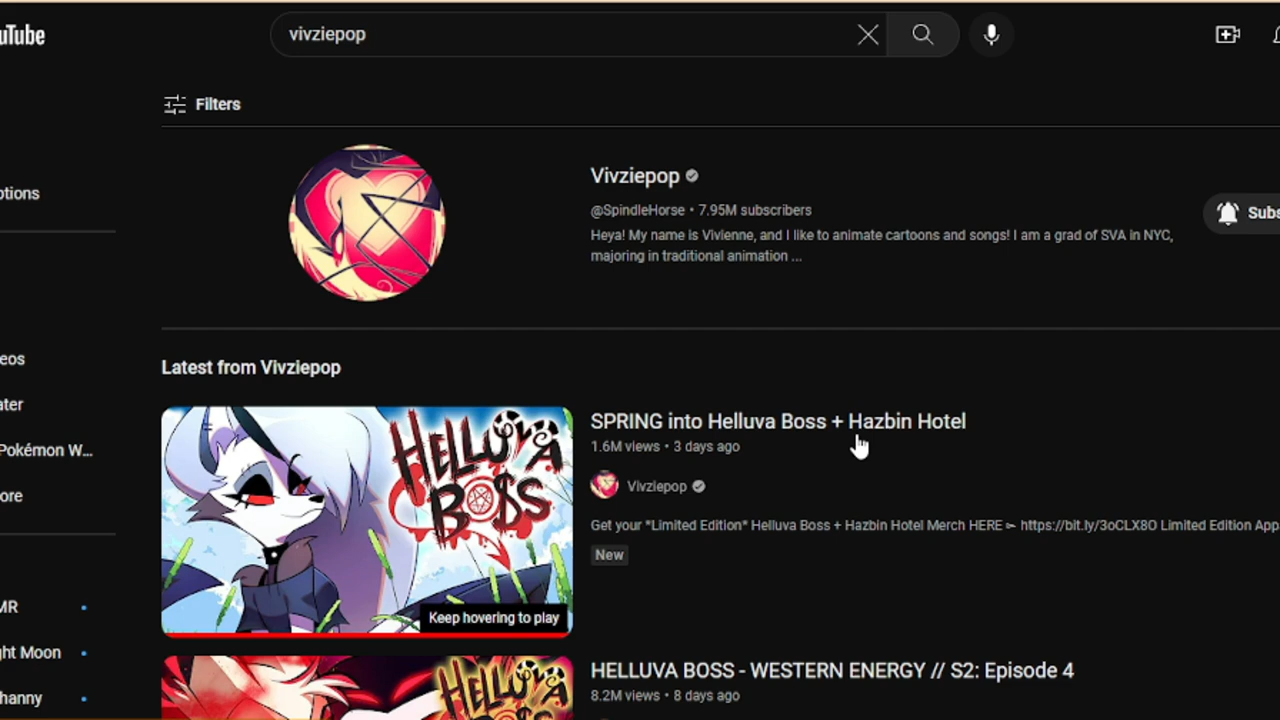 uTube
vivziepop
Filters
ptions
Vivziepop
@SpindleHorse • 7.95M subscribers
Subs
Heya! My name is Vivienne, and I like to animate cartoons and songs! I am a grad of SVA in NYC,
majoring in traditional animation ...
eos
Latest from Vivziepop
ater
HELLUVA
BOSS
SPRING into Helluva Boss + Hazbin Hotel
1.6M views • 3 days ago
Pokémon W...
Vivziepop
ore
Get your *Limited Edition* Helluva Boss + Hazbin Hotel Merch HERE ► https://bit.ly/3oCLX8O Limited Edition App
New
MR
Keep hovering to play
ght Moon
HELLUVA
BOSS
HELLUVA BOSS - WESTERN ENERGY // S2: Episode 4
8.2M views • 8 days ago
hanny